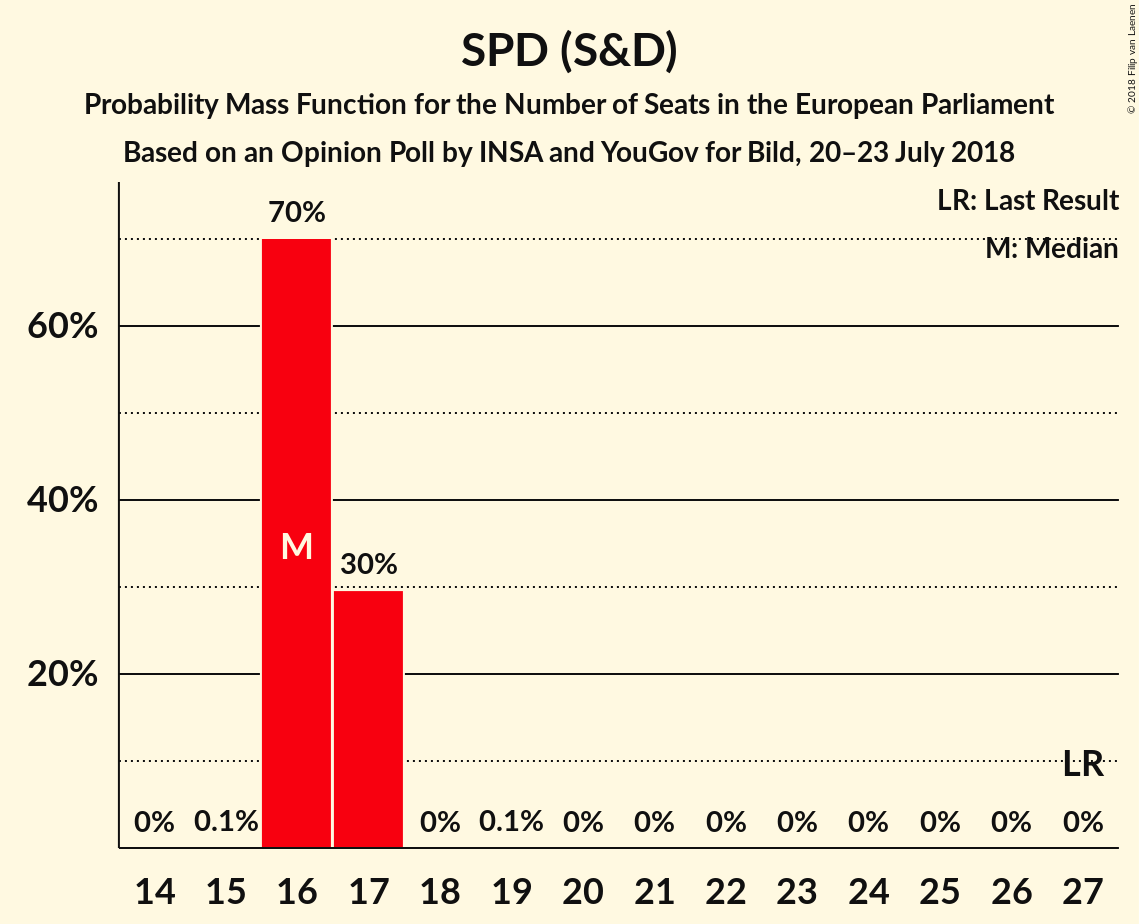 SPD (S&D)
Probability Mass Function for the Number of Seats in the European Parliament
Based on an Opinion Poll by INSA and YouGov for Bild, 20–23 July 2018
© 2018 Filip van Laenen
LR: Last Result
M: Median
70%
60%
40%
M
30%
20%
LR
0% 0.1% 0% 0.1% 0% 0% 0% 0% 0% 0% 0% 0%
14 15 16 17 18 19 20 21 22 23 24 25 26 27